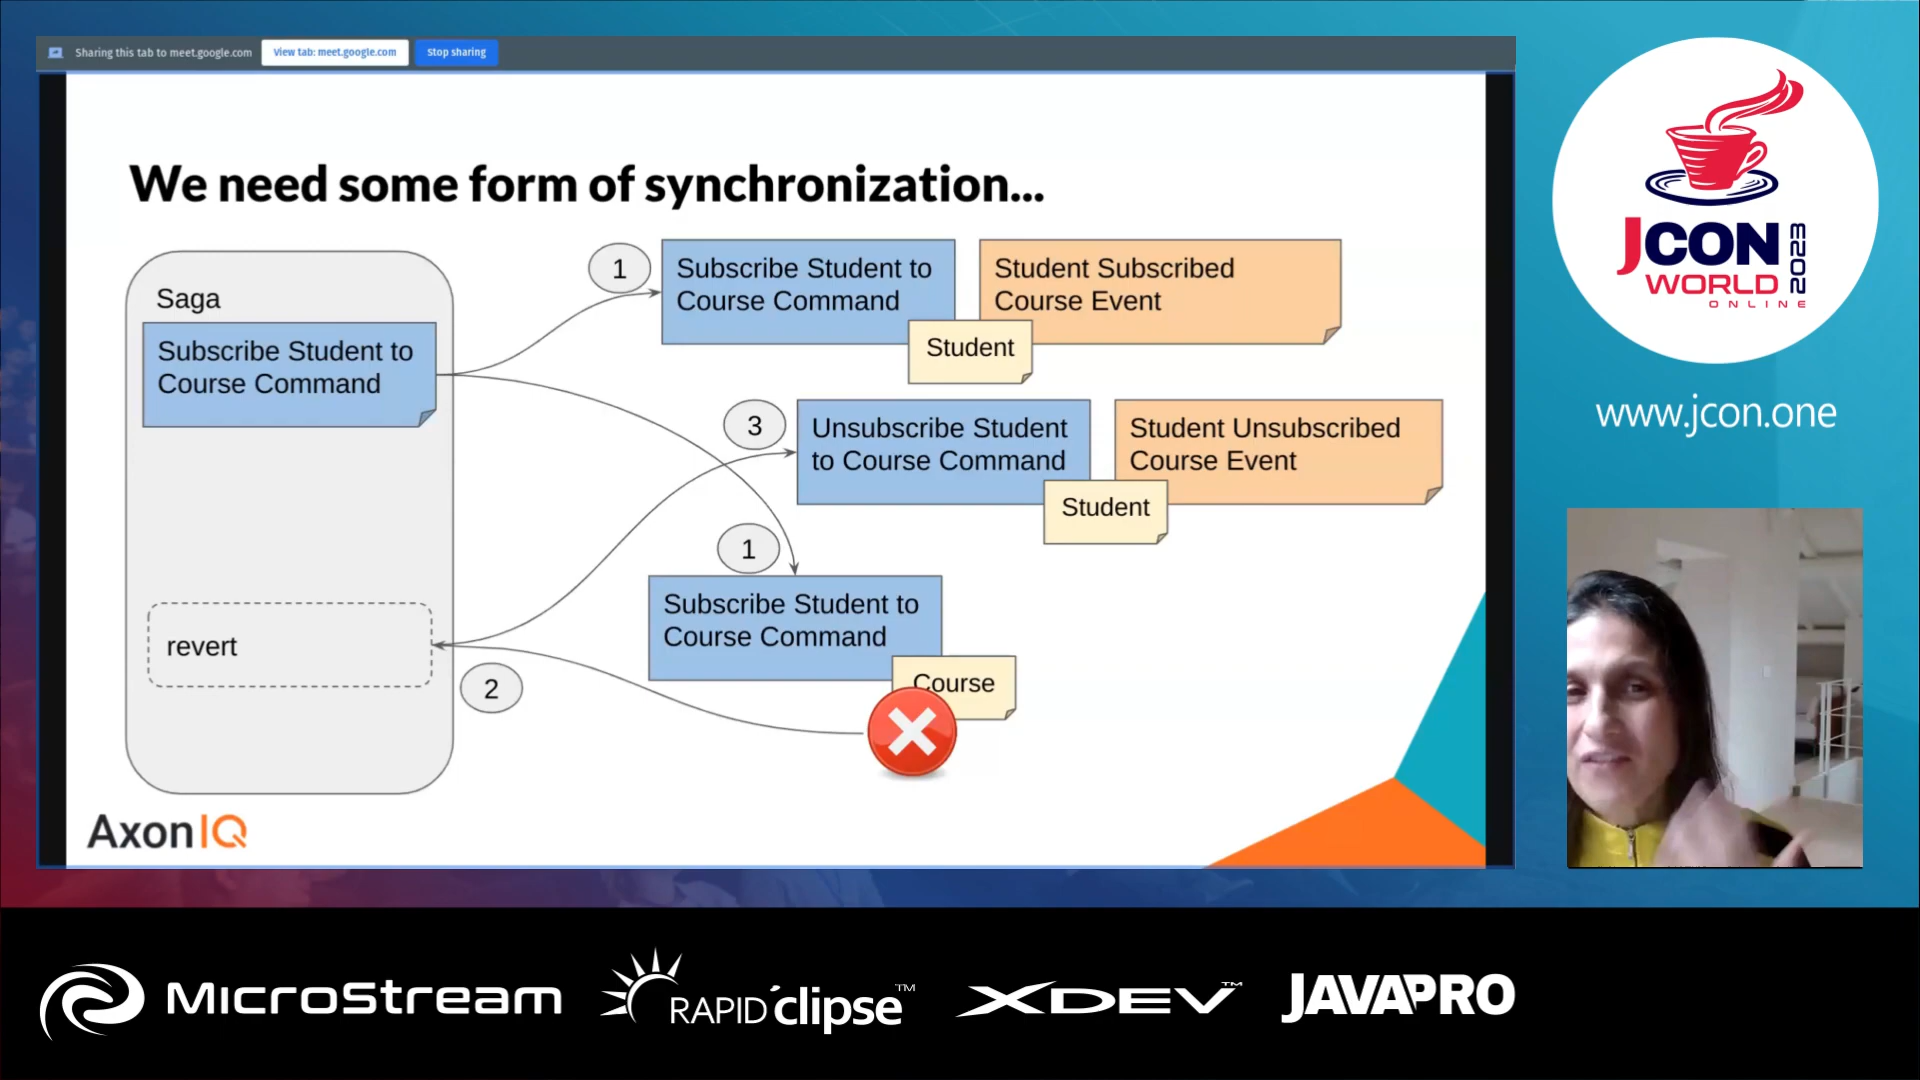 Sharing this tab to meet.google.com
View tab: meet.google.com
Stop sharing
We need some form of synchronization...
Saga
Subscribe Student to
Course Command
revert
1
Subscribe Student to
Course Command
Student Subscribed
Course Event
Student
3
Unsubscribe Student
to Course Command
Student Unsubscribed
Course Event
Student
1
Subscribe Student to
Course Command
Course
2
AxonIQ
JCON
WORLD
ONLINE
2023
www.jcon.one
MICROSTREAM
RAPID'clipse™
XDEV™
JAVAPRO